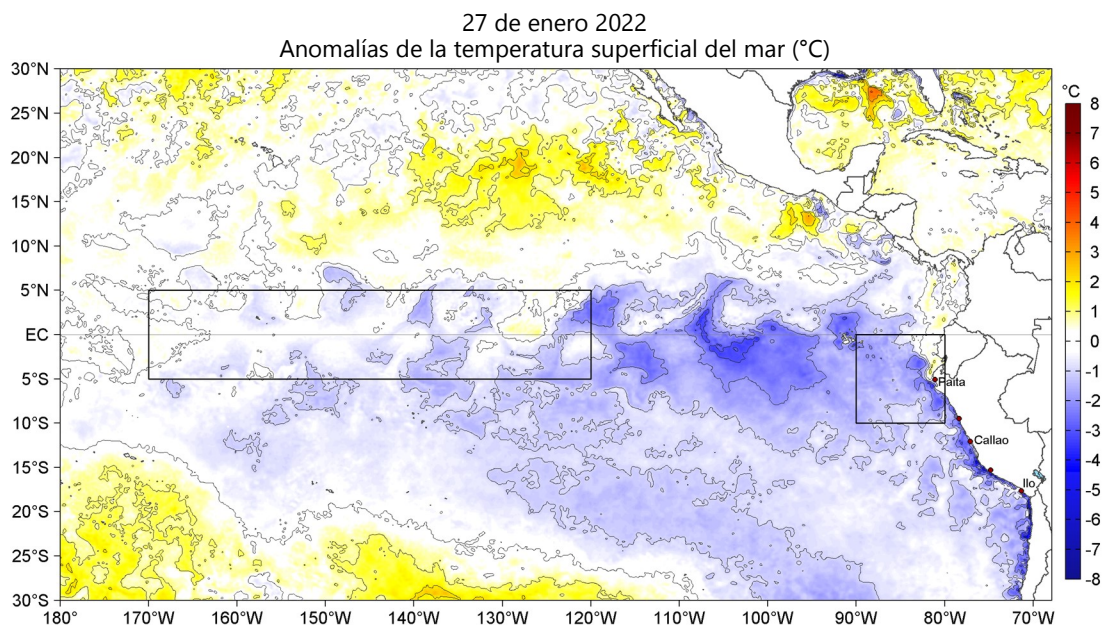 27 de enero 2022
Anomalías de la temperatura superficial del mar (°C)
30°N
25°N
20°N
15°N
10°N
5°N
EC
5°S
10°S
15°S
20°S
25°S
30°S
180°W
170°W
160°W
150°W
140°W
130°W
120°W
110°W
100°W
90°W
80°W
70°W
Paita
Callao
Ilo
°C
8
7
6
5
4
3
2
1
0
-1
-2
-3
-4
-5
-6
-7
-8